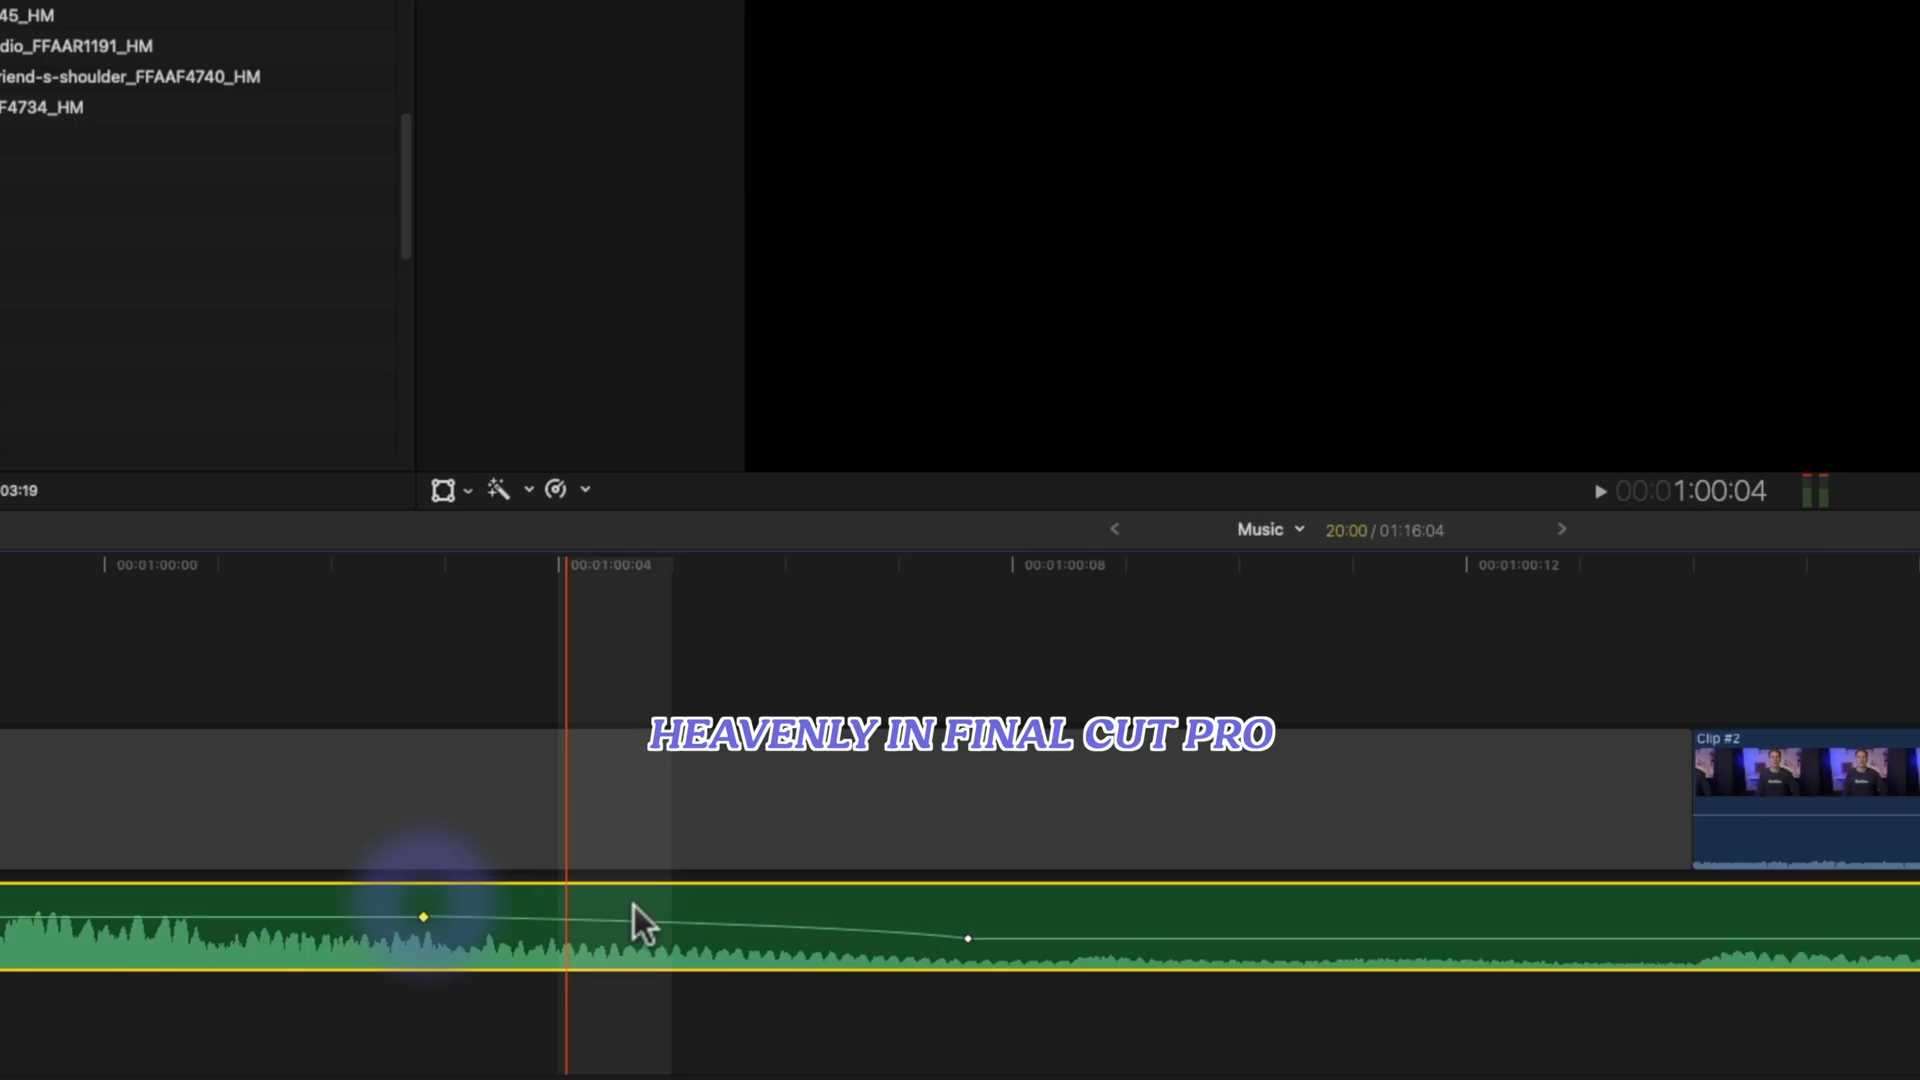 45_HM
dio_FFAAR1191_HM
riend-s-shoulder_FFAAF4740_HM
F4734_HM
03:19
00:01:00:04
Music 20:00 / 01:16:04
00:01:00:00 00:01:00:04 00:01:00:08 00:01:00:12
HEAVENLY IN FINAL CUT PRO
Clip #2